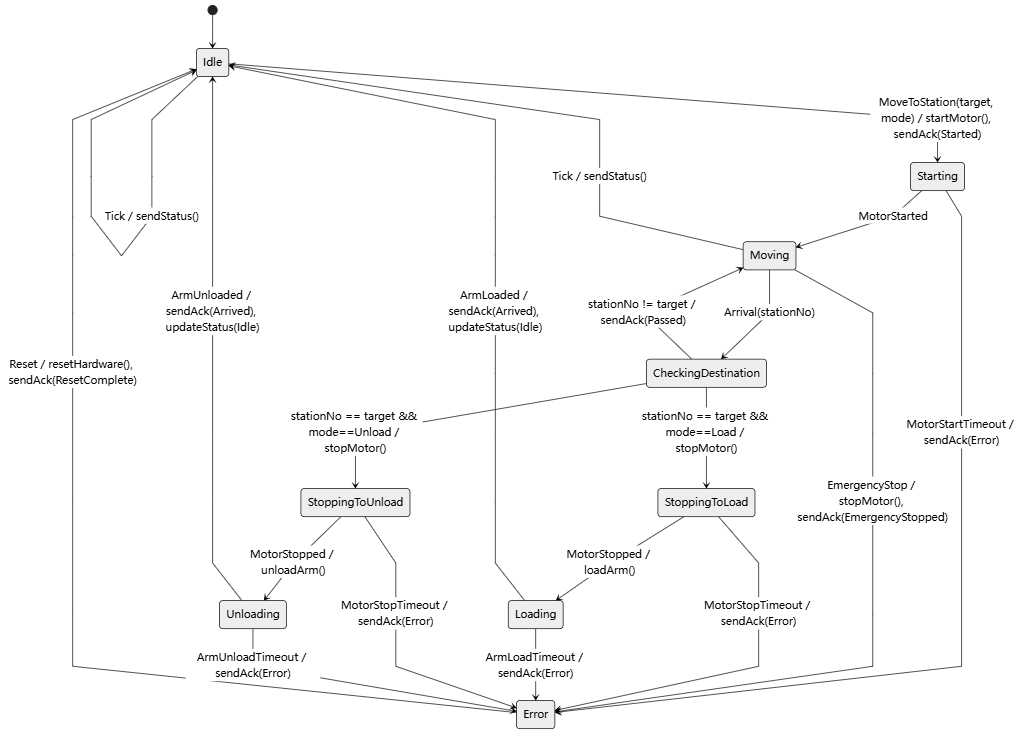 Idle
MoveToStation(target,
mode) / startMotor(),
sendAck(Started)
Starting
Tick / sendStatus()
Tick / sendStatus()
MotorStarted
Moving
ArmUnloaded /
sendAck(Arrived),
updateStatus(Idle)
ArmLoaded /
sendAck(Arrived),
updateStatus(Idle)
stationNo != target /
sendAck(Passed)
Arrival(stationNo)
Reset / resetHardware(),
sendAck(ResetComplete)
CheckingDestination
stationNo == target &&
mode==Unload /
stopMotor()
stationNo == target &&
mode==Load /
stopMotor()
MotorStartTimeout /
sendAck(Error)
StoppingToUnload
StoppingToLoad
EmergencyStop /
stopMotor(),
sendAck(EmergencyStopped)
MotorStopped /
unloadArm()
MotorStopped /
loadArm()
Unloading
MotorStopTimeout /
sendAck(Error)
Loading
MotorStopTimeout /
sendAck(Error)
ArmUnloadTimeout /
sendAck(Error)
ArmLoadTimeout /
sendAck(Error)
Error